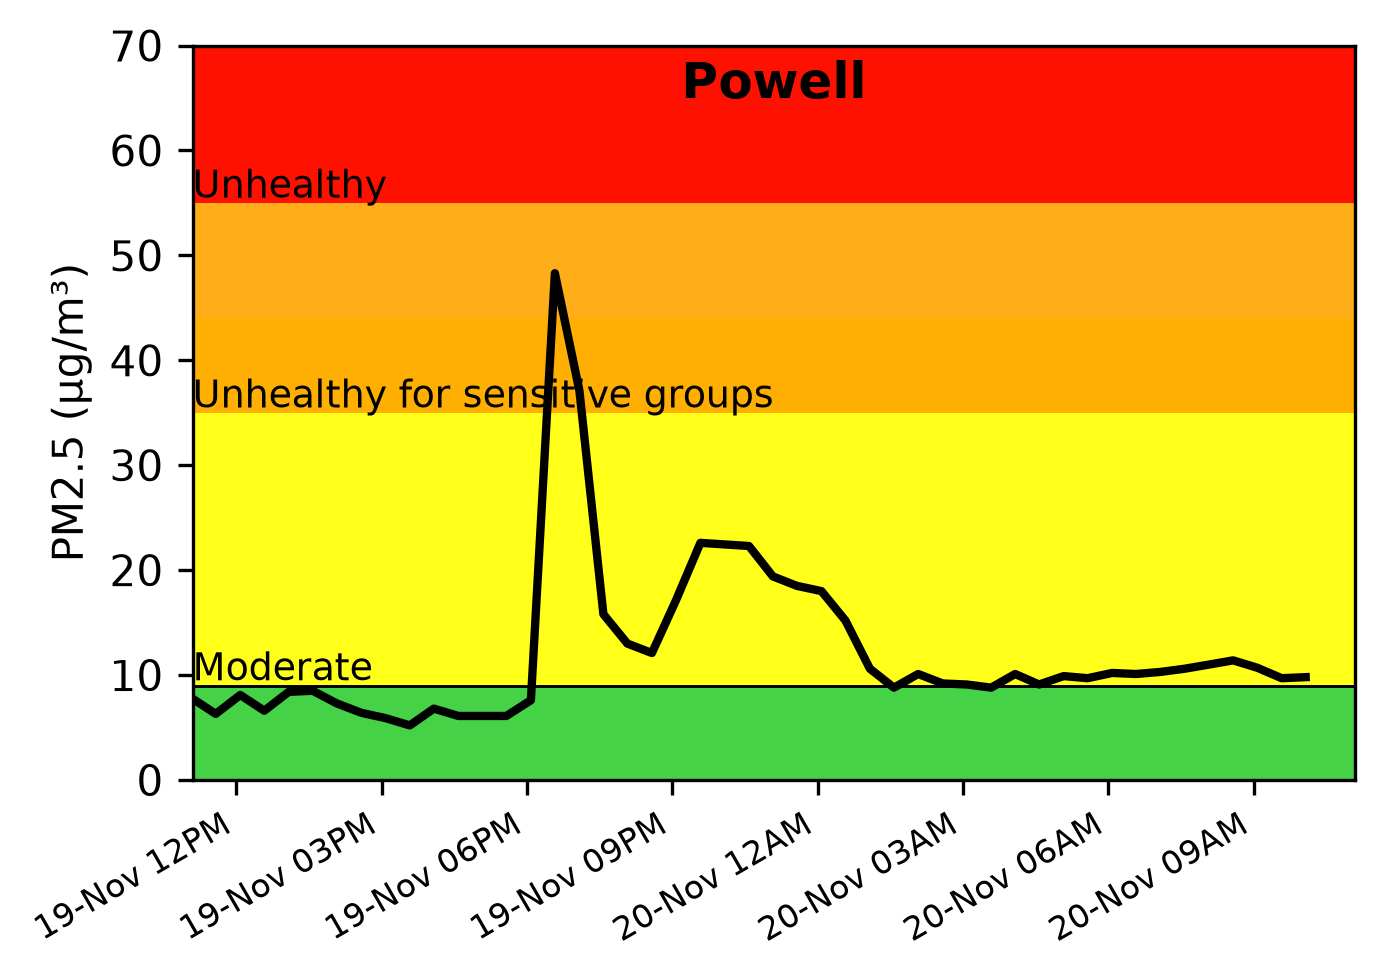 Powell
70
60
50
40
30
20
10
0
PM2.5 (µg/m³)
Unhealthy
Unhealthy for sensitive groups
Moderate
19-Nov 12PM
19-Nov 03PM
19-Nov 06PM
19-Nov 09PM
20-Nov 12AM
20-Nov 03AM
20-Nov 06AM
20-Nov 09AM